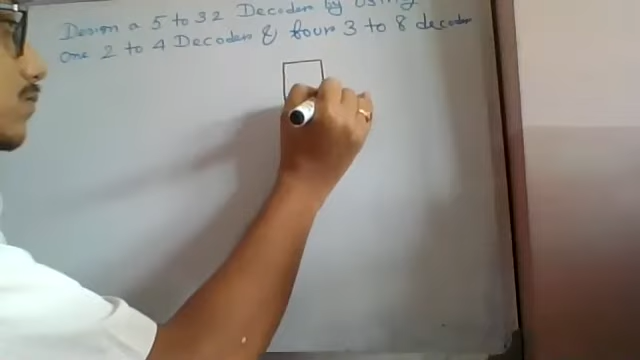 Design a 5 to 32 Decoder by using
one 2 to 4 Decoder & four 3 to 8 decoder